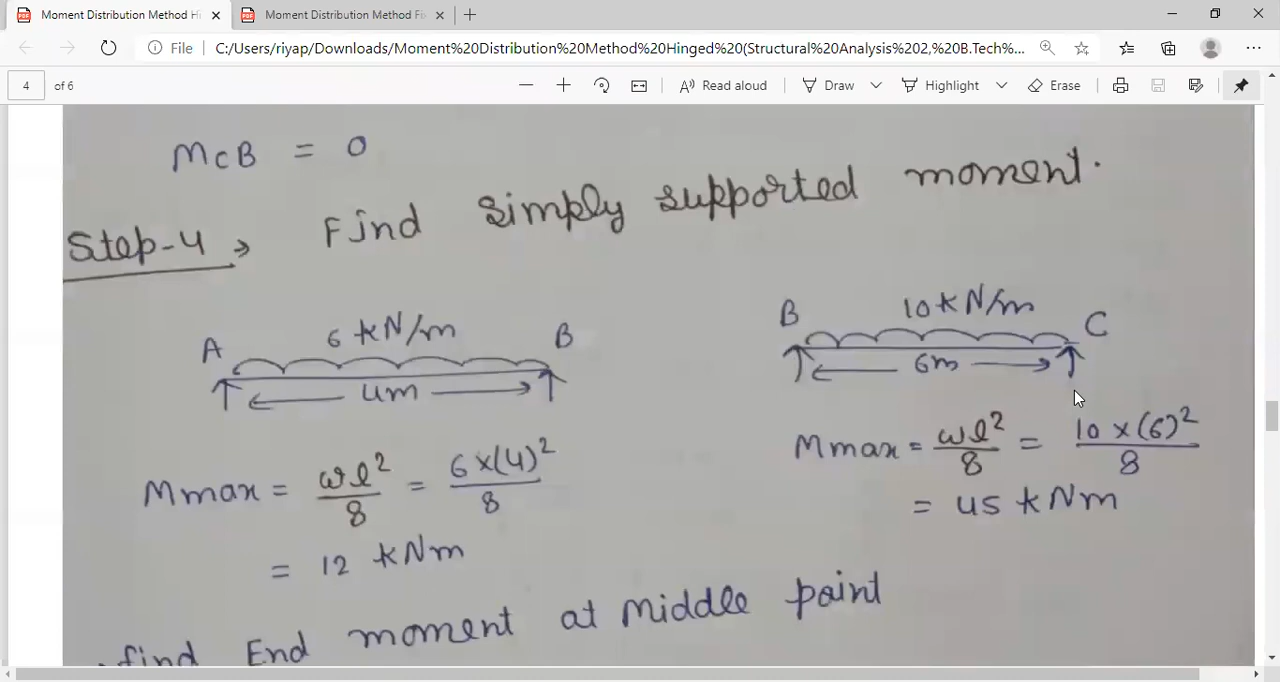 Moment Distribution Method Hi
Moment Distribution Method Fi
File
C:/Users/riyap/Downloads/Moment%20Distribution%20Method%20Hinged%20(Structural%20Analysis%202,%20B.Tech%...
4 of 6
Read aloud
Draw
Highlight
Erase
MCB = 0
Step-4 → Find simply supported moment.
A 6 kN/m B
4m
B 10 kN/m C
6m
Mmax = wl²/8 = 6×(4)²/8
= 12 kNm
Mmax = wl²/8 = 10×(6)²/8
= 45 kNm
find End moment at middle point